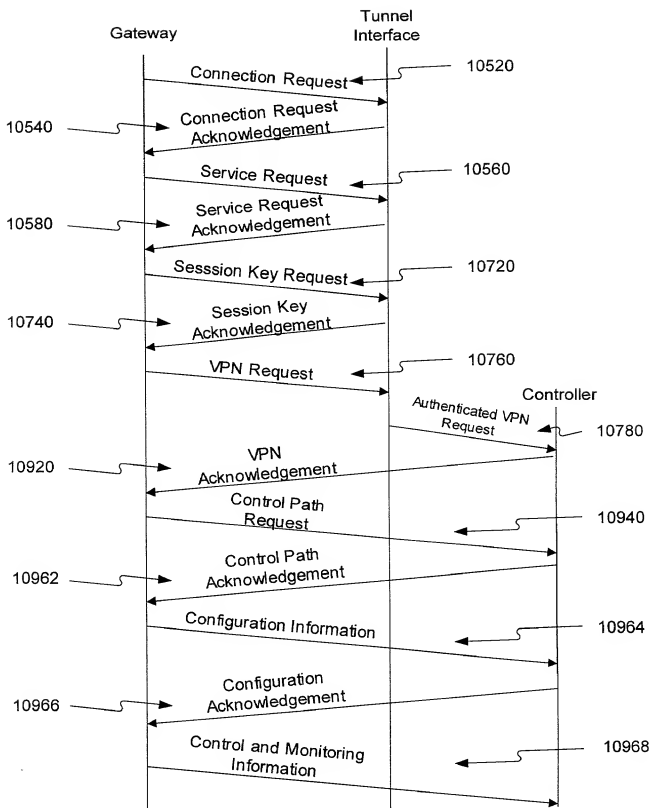 Gateway
Tunnel
Interface
Connection Request
10520
10540
Connection Request
Acknowledgement
Service Request
10560
10580
Service Request
Acknowledgement
Sesssion Key Request
10720
10740
Session Key
Acknowledgement
VPN Request
10760
Controller
Authenticated VPN
Request
10780
10920
VPN
Acknowledgement
Control Path
Request
10940
10962
Control Path
Acknowledgement
Configuration Information
10964
10966
Configuration
Acknowledgement
Control and Monitoring
Information
10968